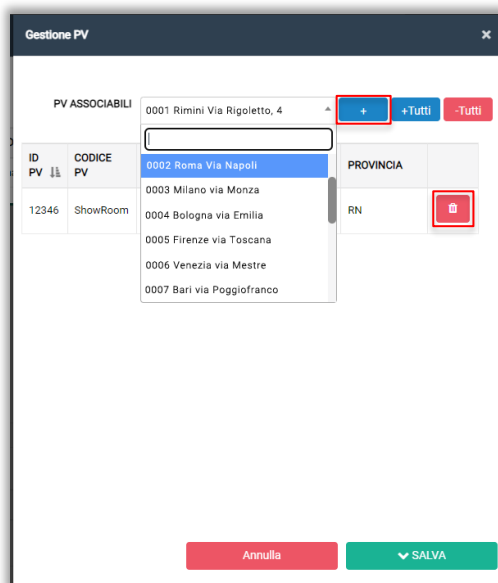 Gestione PV ×
PV ASSOCIABILI 0001 Rimini Via Rigoletto, 4 + +Tutti -Tutti
ID PV CODICE PV PROVINCIA
0002 Roma Via Napoli
0003 Milano via Monza
12346 ShowRoom RN
0004 Bologna via Emilia
0005 Firenze via Toscana
0006 Venezia via Mestre
0007 Bari via Poggiofranco
Annulla SALVA